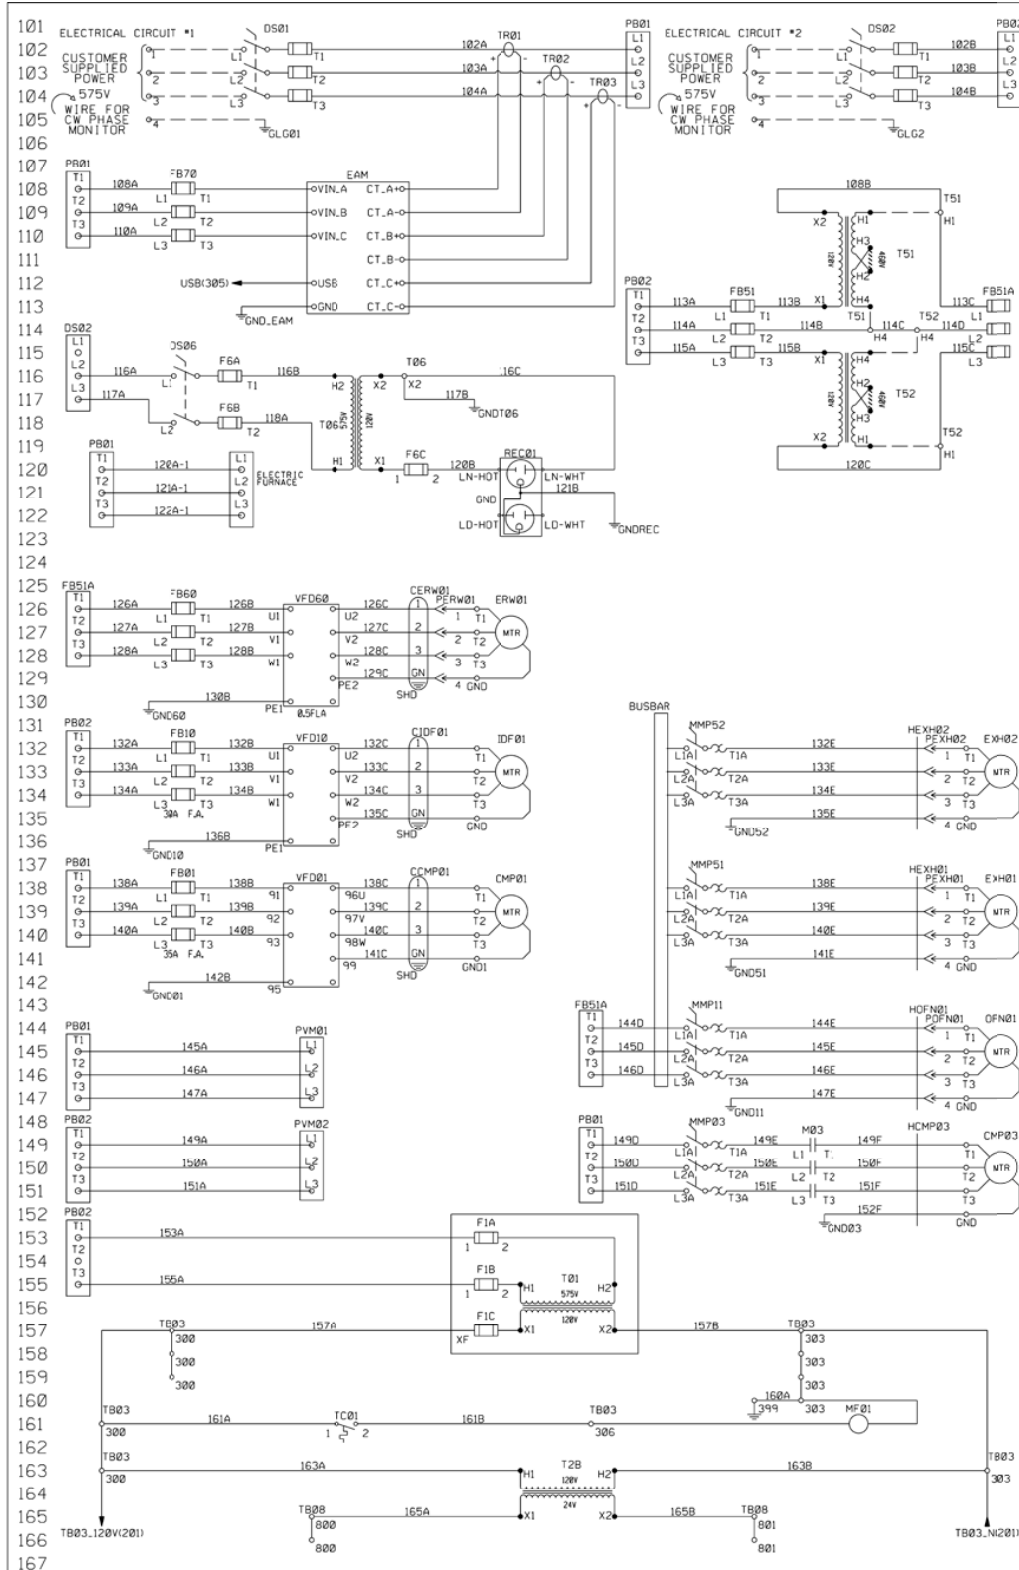 101 ELECTRICAL CIRCUIT *1 DS01 TR01 PB01 ELECTRICAL CIRCUIT *2 DS02 PB02
102 CUSTOMER SUPPLIED POWER 1 L1 T1 102A + - TR02 L1 CUSTOMER SUPPLIED POWER 1 L1 T1 102B L1
103 2 L2 T2 103A + - TR03 L2 2 L2 T2 103B L2
104 575V 3 L3 T3 104A + - L3 575V 3 L3 T3 104B L3
105 WIRE FOR CW PHASE MONITOR 4 GLG01 WIRE FOR CW PHASE MONITOR 4 GLG2
106
107 PB01 FB70 EAM
108 T1 108A L1 T1 VIN_A CT_A+ 108B T51
109 T2 109A L2 T2 VIN_B CT_A- X2 H1 H1
110 T3 110A L3 T3 VIN_C CT_B+ H3 T51
111 CT_B- 120V 460V H2
112 USB(305) USB CT_C+ PB02 FB51 FB51A
113 GND_EAM GND CT_C- T1 113A L1 T1 113B X1 H4 T51 T52 113C L1
114 DS02 T2 114A L2 T2 114B H4 114C H4 114D L2
115 L1 DS06 T3 115A L3 T3 115B X1 H4 115C L3
116 L2 116A L1 F6A T1 116B H2 X2 T06 X2 116C H2
117 L3 117A 117B GNDT06 120V 460V T52
118 L2 F6B T2 118A T06 575V 120V H3
119 PB01 X2 H1 T52 H1
120 T1 120A-1 L1 ELECTRIC FURNACE H1 X1 F6C 1 2 120B REC01 LN-HOT LN-WHT 120C
121 T2 121A-1 L2 GND 121B
122 T3 122A-1 L3 LD-HOT LD-WHT GNDREC
123
124
125 FB51A FB60 VFD60 CERW01 PERW01 ERW01
126 T1 126A L1 T1 126B U1 U2 126C 1 1 T1
127 T2 127A L2 T2 127B V1 V2 127C 2 2 T2 MTR
128 T3 128A L3 T3 128B W1 W2 128C 3 3 T3
129 PE2 129C GN SHD 4 GND
130 GND60 130B PE1 0.5FLA BUSBAR
131 PB02 FB10 VFD10 CIDF01 IDF01 MMP52 HEXH02 PEXH02 EXH02
132 T1 132A L1 T1 132B U1 U2 132C 1 T1 L1A T1A 132E 1 T1
133 T2 133A L2 T2 133B V1 V2 133C 2 T2 MTR L2A T2A 133E 2 T2 MTR
134 T3 134A L3 T3 30A F.A. 134B W1 W2 134C 3 T3 L3A T3A 134E 3 T3
135 PE2 135C GN SHD GND GND52 135E 4 GND
136 GND10 136B PE1
137 PB01 FB01 VFD01 CCMP01 CMP01 MMP51 HEXH01 PEXH01 EXH01
138 T1 138A L1 T1 138B 91 96U 138C 1 T1 L1A T1A 138E 1 T1
139 T2 139A L2 T2 139B 92 97V 139C 2 T2 MTR L2A T2A 139E 2 T2 MTR
140 T3 140A L3 T3 35A F.A. 140B 93 98W 140C 3 T3 L3A T3A 140E 3 T3
141 99 141C GN SHD GND1 GND51 141E 4 GND
142 GND01 142B 95
143 FB51A MMP11 HOFN01 POFN01 OFN01
144 PB01 PVM01 T1 144D L1A T1A 144E 1 T1
145 T1 145A L1 T2 145D L2A T2A 145E 2 T2 MTR
146 T2 146A L2 T3 146D L3A T3A 146E 3 T3
147 T3 147A L3 GND11 147E 4 GND
148 PB02 PVM02 PB01 MMP03 M03 HCMP03 CMP03
149 T1 149A L1 T1 149D L1A T1A 149E L1 149F T1
150 T2 150A L2 T2 150D L2A T2A 150E L2 T2 150F T2 MTR
151 T3 151A L3 T3 151D L3A T3A 151E L3 T3 151F T3
152 PB02 GND03 152F GND
153 T1 153A F1A 1 2
154 T2
155 T3 155A F1B 1 2 H1 T01 575V H2
156
157 TB03 300 157A F1C XF X1 120V X2 157B TB03 303
158 300 303
159 300 303
160 160A 399 303
161 TB03 300 161A TC01 1 2 161B TB03 306 MF01
162
163 TB03 300 163A H1 T2B 120V H2 163B TB03 303
164 24V
165 TB08 800 165A X1 X2 165B TB08 801
166 TB03_120V(201) 800 801 TB03_N(201)
167